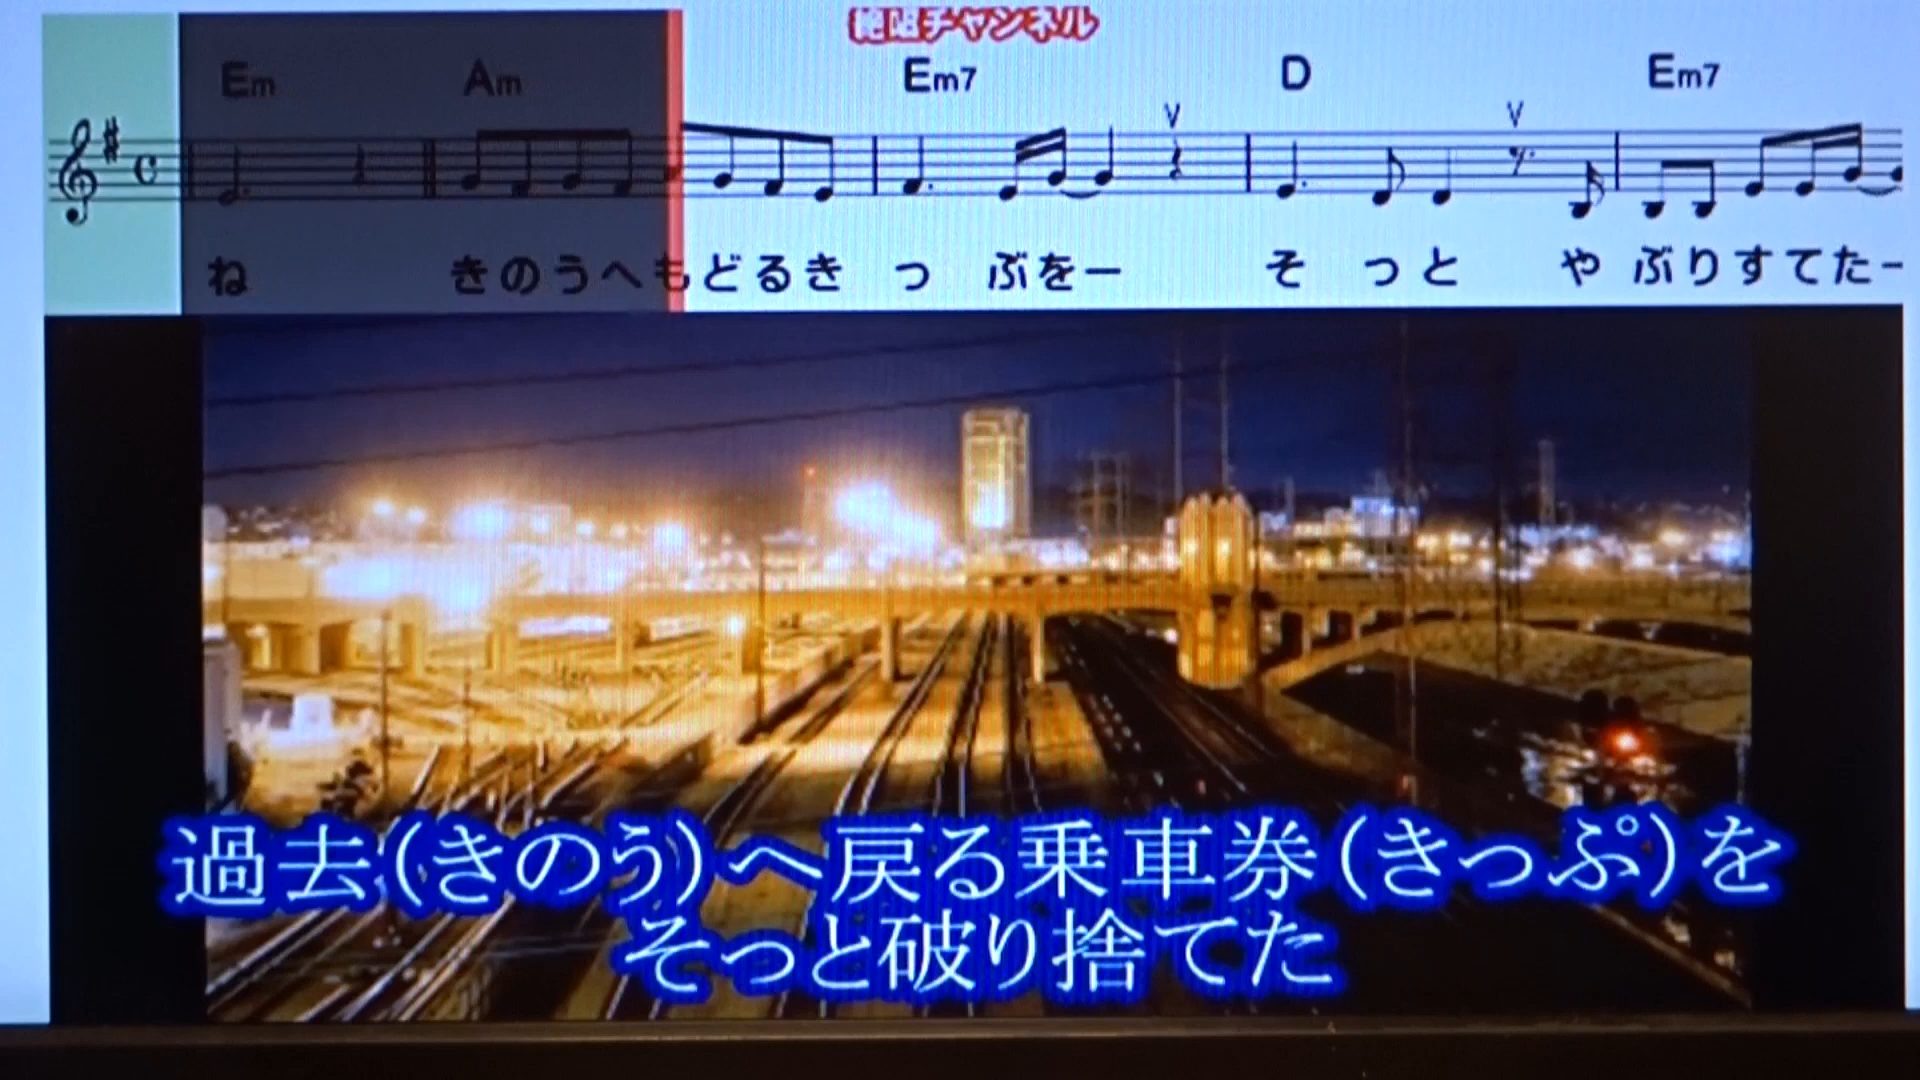 絶唱チャンネル
Em Am Em7 D Em7
ね きのうへもどるき っ ぷをー そ っと や ぶりすてたー
過去(きのう)へ戻る乗車券(きっぷ)を
そっと破り捨てた